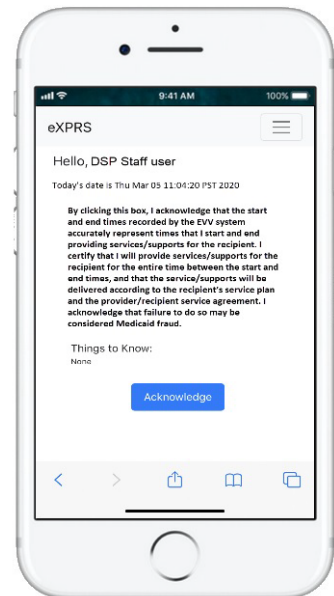 9:41 AM
100%
eXPRS
Hello, DSP Staff user
Today's date is Thu Mar 05 11:04:20 PST 2020
By clicking this box, I acknowledge that the start
and end times recorded by the EVV system
accurately represent times that I start and end
providing services/supports for the recipient. I
certify that I will provide services/supports for the
recipient for the entire time between the start and
end times, and that the service/supports will be
delivered according to the recipient's service plan
and the provider/recipient service agreement. I
acknowledge that failure to do so may be
considered Medicaid fraud.
Things to Know:
None
Acknowledge